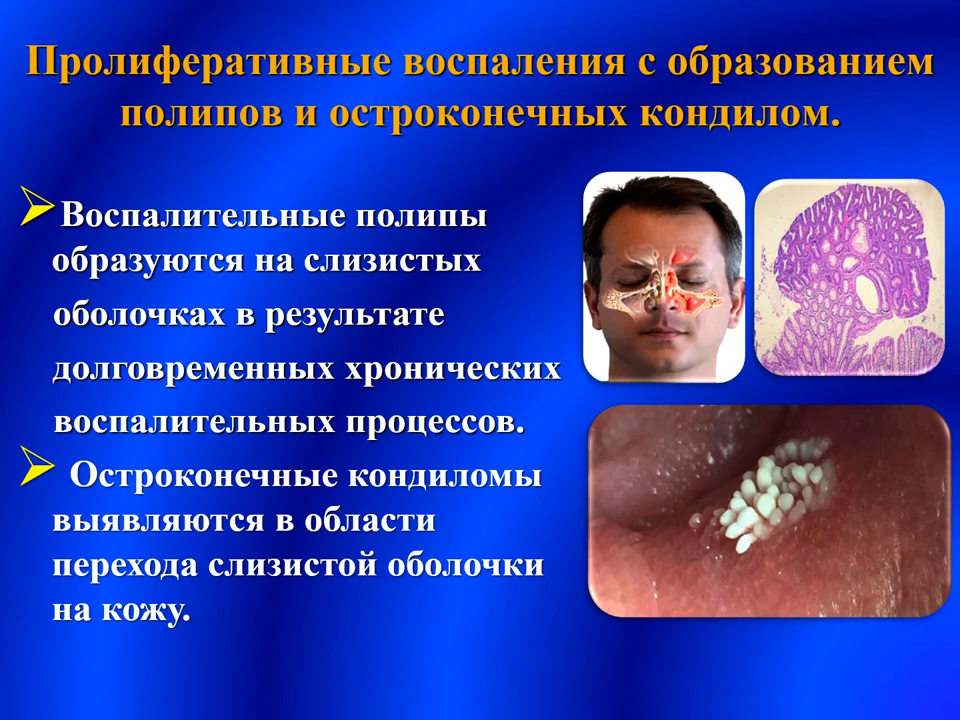 Пролиферативные воспаления с образованием
полипов и остроконечных кондилом.
Воспалительные полипы
образуются на слизистых
оболочках в результате
долговременных хронических
воспалительных процессов.
Остроконечные кондиломы
выявляются в области
перехода слизистой оболочки
на кожу.